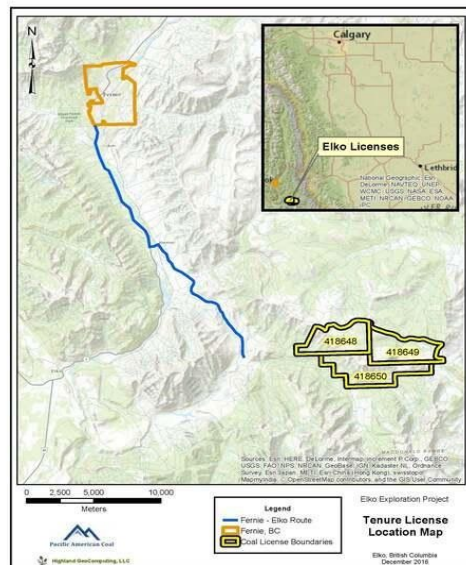 N
Calgary
Elko Licenses
Lethbridge
National Geographic, Esri
DeLorme, NAVTEQ, UNEP-
WCMC, USGS, NASA, ESA,
METI, NRCAN, GEBCO, NOAA
iPC
418648
418649
418650
Sources: Esri, HERE, DeLorme, Intermap, increment P Corp., GEBCO,
USGS, FAO, NPS, NRCAN, GeoBase, IGN, Kadaster NL, Ordnance
Survey, Esri Japan, METI, Esri China (Hong Kong), swisstopo,
MapmyIndia, © OpenStreetMap contributors, and the GIS User Community
0 2,500 5,000 10,000
Meters
Pacific American Coal
Highland GeoComputing, LLC
Legend
Fernie - Elko Route
Fernie, BC
Coal License Boundaries
Elko Exploration Project
Tenure License
Location Map
Elko, British Columbia
December 2016